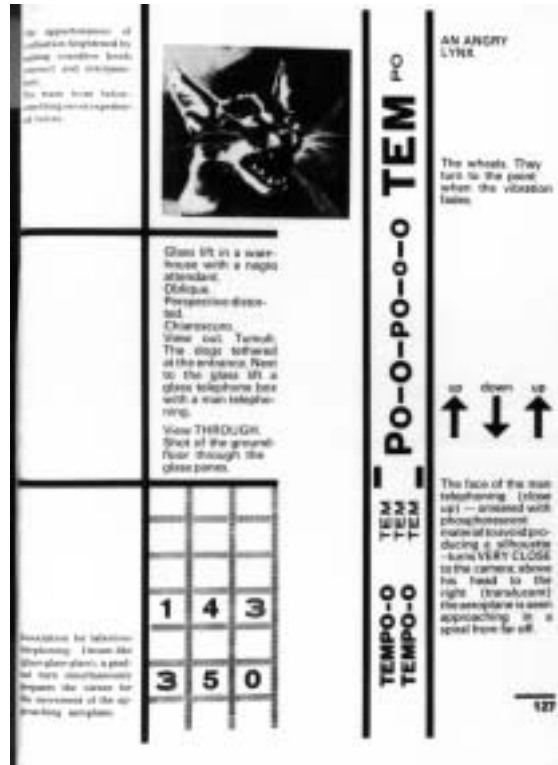 AN ANGRY
LYNX
The wheels. They
turn to the point
when the vibration
fades.
Glass lift in a ware-
house with a negro
attendant.
Oblique.
Perspective distor-
ted.
Chiaroscuro.
View out. Tumult.
The dogs tethered
at the entrance. Next
to the glass lift a
glass telephone box
with a man telepho-
ning.
View THROUGH.
Shot of the ground-
floor through the
glass panes.
1 4 3
3 5 0
TEMPO-O
TEMPO-O
TEM
TEM
TEM
Po-O-PO-o-O TEM PO
up down up
The face of the man
telephoning (close
up) — smeared with
phosphorescent
material to avoid pro-
ducing a silhouette
—turns VERY CLOSE
to the camera; above
his head to the
right (translucent)
the aeroplane is seen
approaching in a
spiral from far off.
127